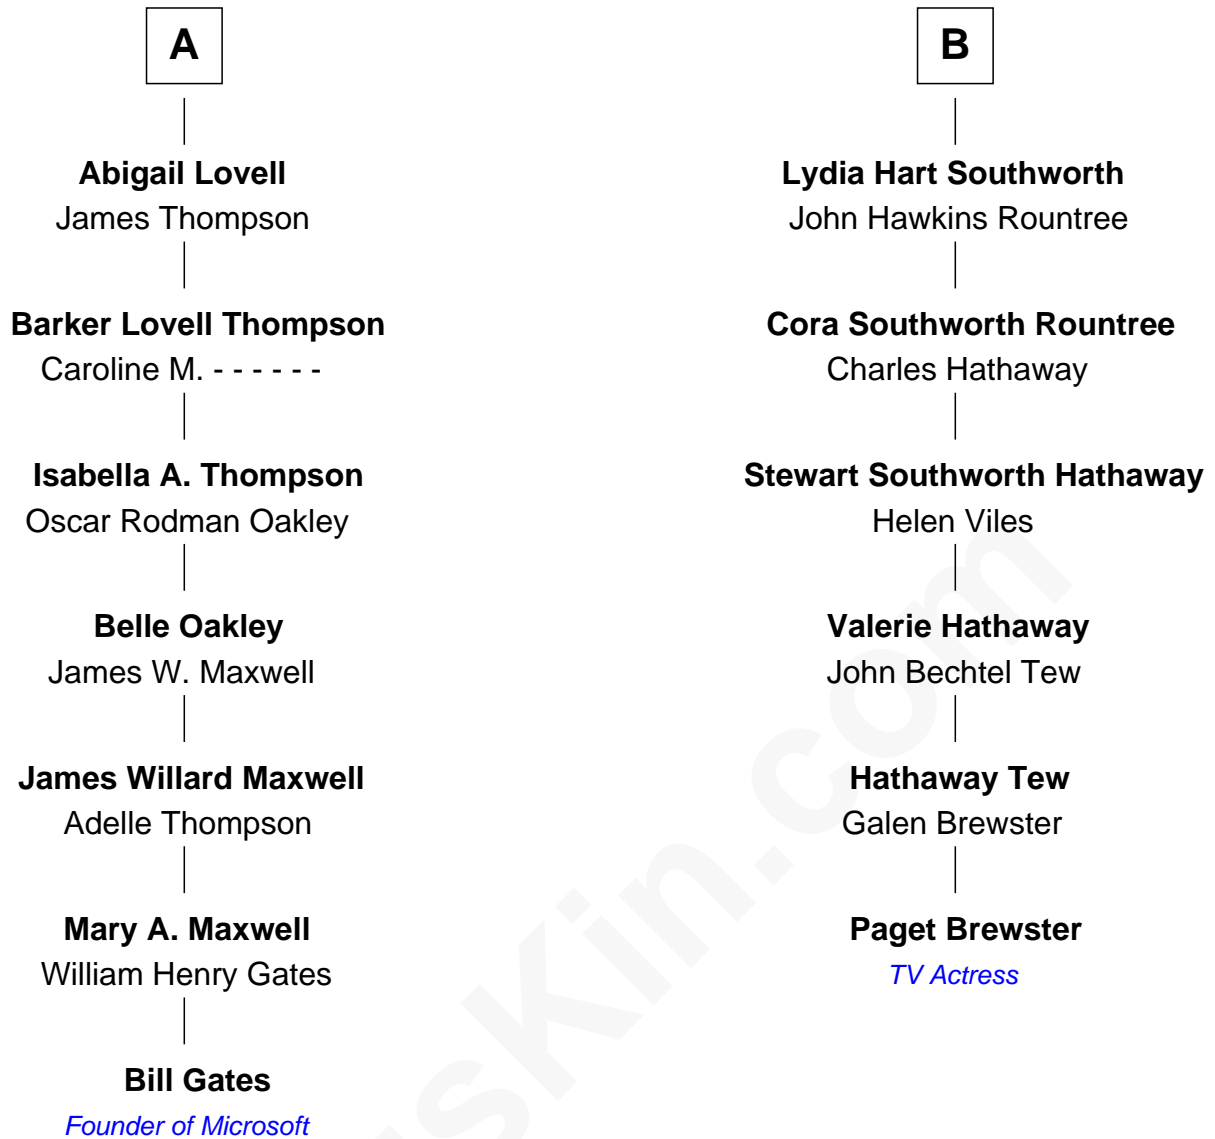 A
Abigail Lovell
James Thompson
Barker Lovell Thompson
Caroline M. - - - - - -
Isabella A. Thompson
Oscar Rodman Oakley
Belle Oakley
James W. Maxwell
James Willard Maxwell
Adelle Thompson
Mary A. Maxwell
William Henry Gates
Bill Gates
Founder of Microsoft
B
Lydia Hart Southworth
John Hawkins Rountree
Cora Southworth Rountree
Charles Hathaway
Stewart Southworth Hathaway
Helen Viles
Valerie Hathaway
John Bechtel Tew
Hathaway Tew
Galen Brewster
Paget Brewster
TV Actress